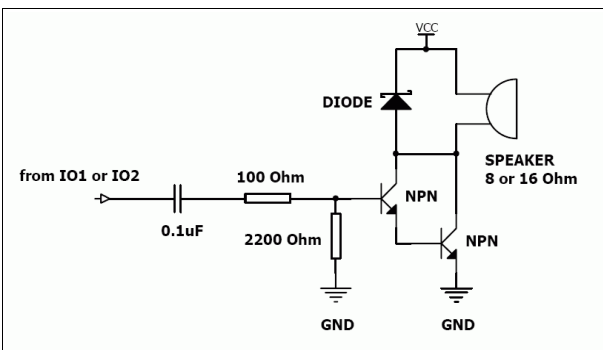 VCC
DIODE
SPEAKER
8 or 16 Ohm
from IO1 or IO2
100 Ohm
NPN
0.1uF
2200 Ohm
NPN
GND
GND